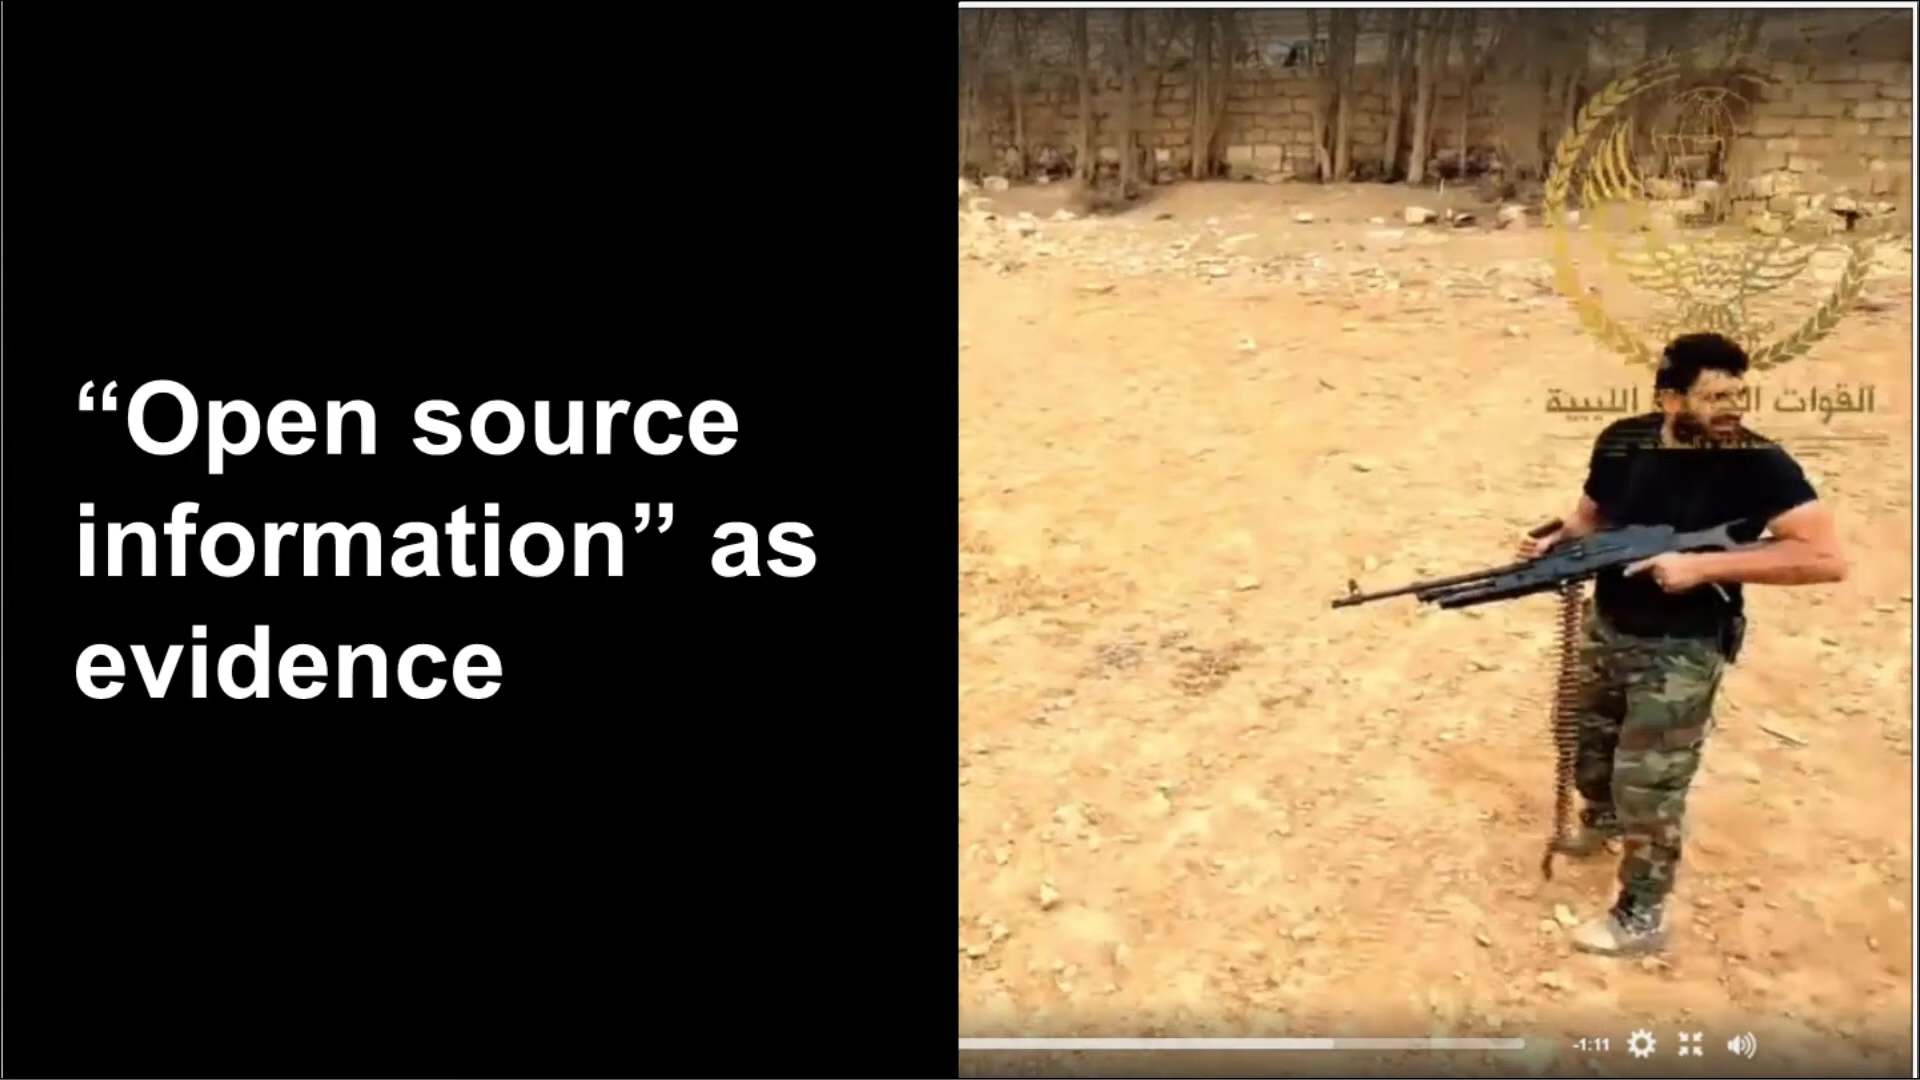 “Open source
information” as
evidence
القوات
الليبية
-1:11